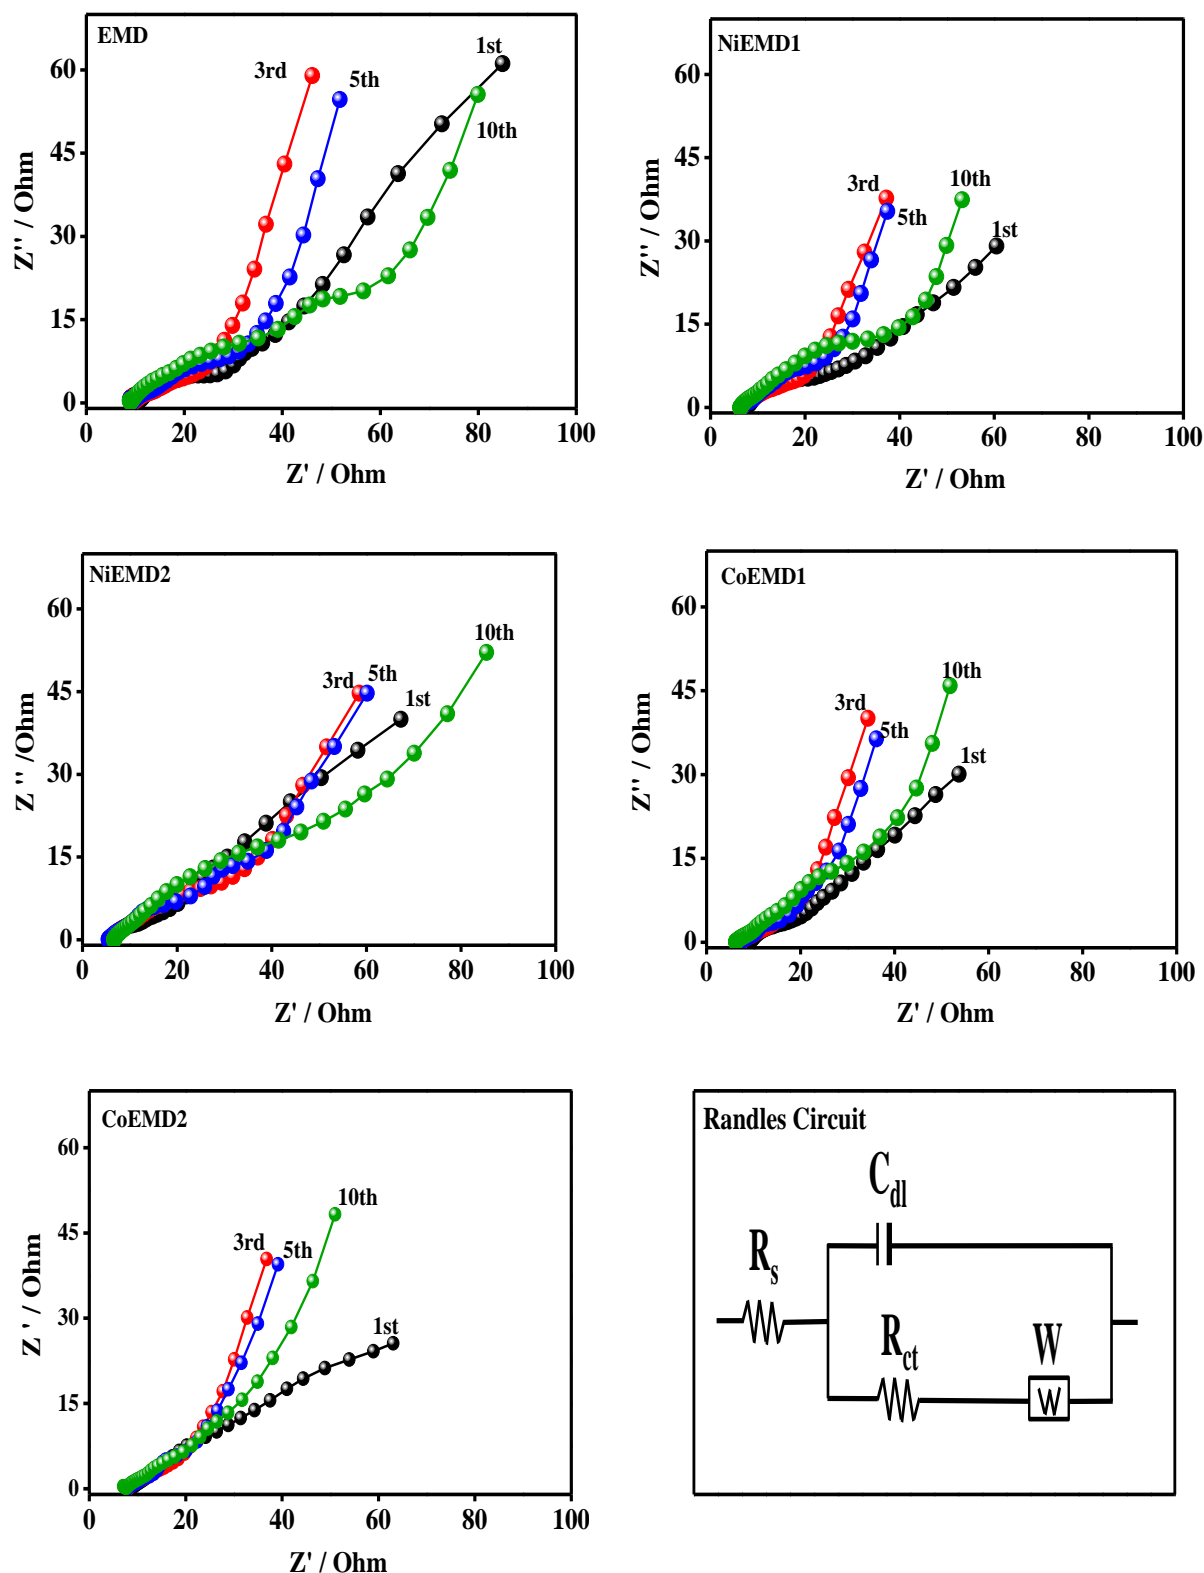 EMD
1st
3rd
5th
10th
60
45
30
15
0
Z'' / Ohm
0 20 40 60 80 100
Z' / Ohm
NiEMD1
3rd
10th
5th
1st
60
45
30
15
0
Z'' / Ohm
0 20 40 60 80 100
Z' / Ohm
NiEMD2
10th
3rd
5th
1st
60
45
30
15
0
Z '' /Ohm
0 20 40 60 80 100
Z' / Ohm
CoEMD1
10th
3rd
5th
1st
60
45
30
15
0
Z'' / Ohm
0 20 40 60 80 100
Z' / Ohm
CoEMD2
10th
3rd
5th
1st
60
45
30
15
0
Z ' / Ohm
0 20 40 60 80 100
Z' / Ohm
Randles Circuit
Cdl
Rs
Rct
W
W